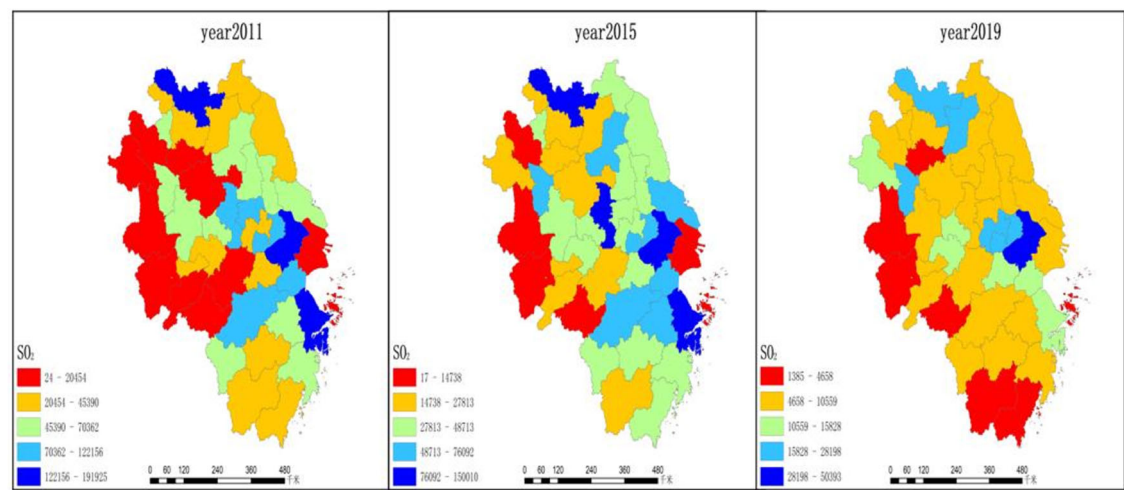 year2011
SO₂
24 - 20454
20454 - 45390
45390 - 70362
70362 - 122156
122156 - 191925
0 60 120 240 360 480
千米
year2015
SO₂
17 - 14738
14738 - 27813
27813 - 48713
48713 - 76092
76092 - 150010
0 60 120 240 360 480
千米
year2019
SO₂
1385 - 4658
4658 - 10559
10559 - 15828
15828 - 28198
28198 - 50393
0 60 120 240 360 480
千米